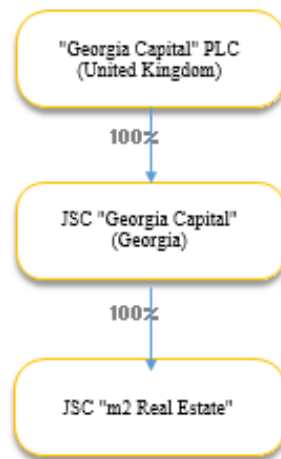 "Georgia Capital" PLC
(United Kingdom)
100%
JSC "Georgia Capital"
(Georgia)
100%
JSC "m2 Real Estate"